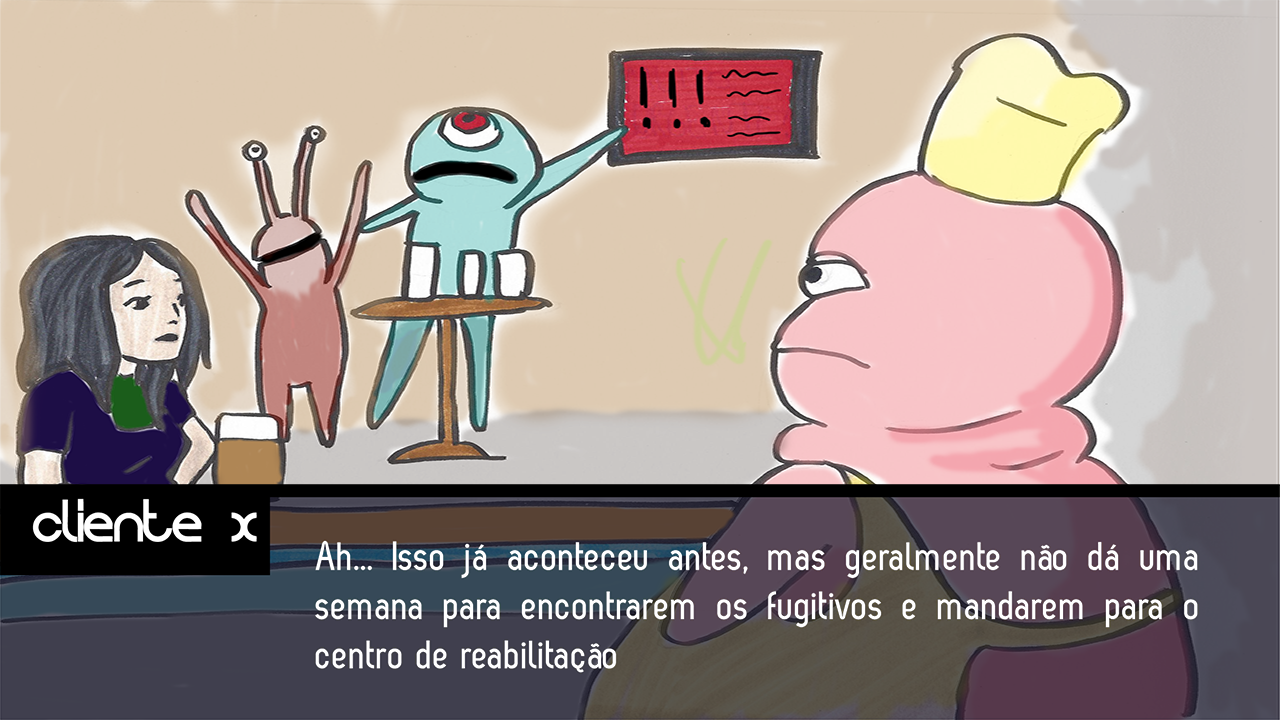 !!!
cliente x
Ah... Isso já aconteceu antes, mas geralmente não dá uma
semana para encontrarem os fugitivos e mandarem para o
centro de reabilitação